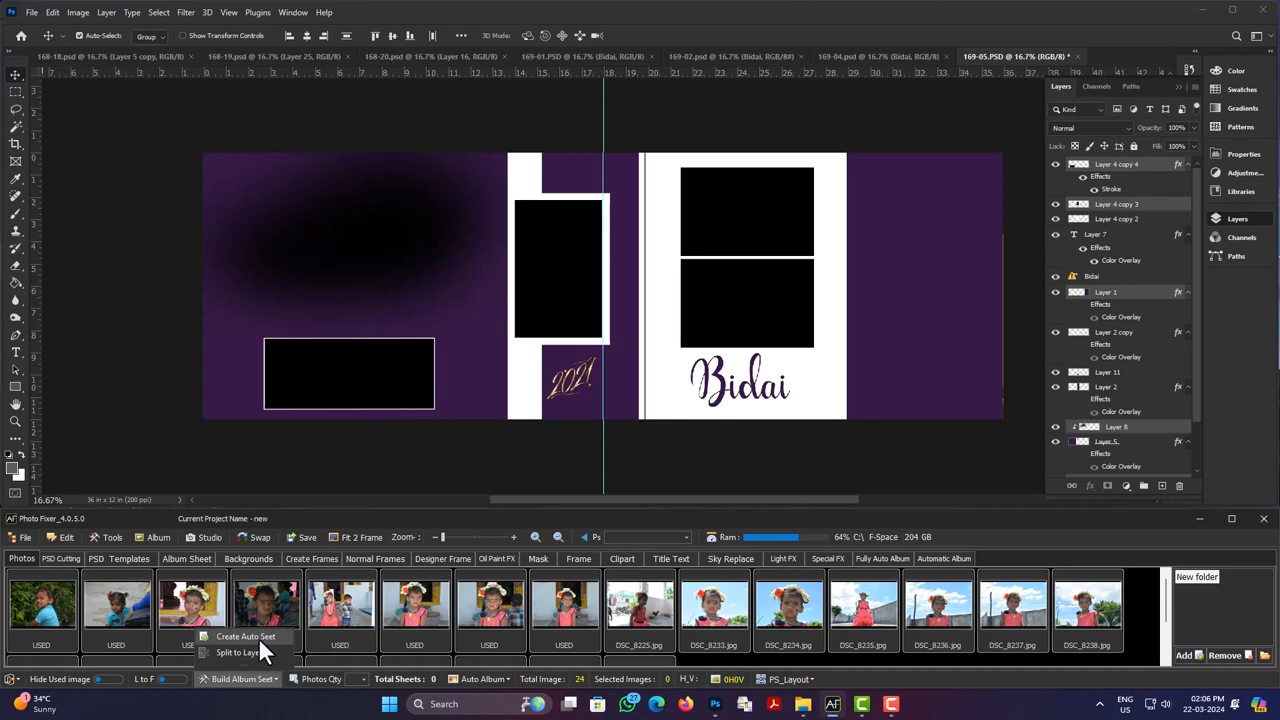 File Edit Image Layer Type Select Filter 3D View Plugins Window Help
Auto-Select: Group Show Transform Controls 3D Mode:
168-18.psd @ 16.7% (Layer 5 copy, RGB/8) 168-19.psd @ 16.7% (Layer 25, RGB/8) 168-20.psd @ 16.7% (Layer 16, RGB/8) 169-01.PSD @ 16.7% (Bidai, RGB/8) 169-02.psd @ 16.7% (Bidai, RGB/8#) 169-04.psd @ 16.7% (Bidai, RGB/8) 169-05.PSD @ 16.7% (RGB/8) *
Layers Channels Paths
Kind
Normal Opacity: 100%
Lock: Fill: 100%
Layer 4 copy 4
Effects
Stroke
Layer 4 copy 3
Layer 4 copy 2
Layer 7
Effects
Color Overlay
Bidai
Layer 1
Effects
Color Overlay
Layer 2 copy
Effects
Color Overlay
Layer 11
Layer 2
Effects
Color Overlay
Layer 8
Layer 5
Effects
Color Overlay
Color
Swatches
Gradients
Patterns
Properties
Adjustme...
Libraries
Layers
Channels
Paths
2021
Bidai
16.67% 36 in x 12 in (200 ppi)
Photo Fixer_4.0.5.0 Current Project Name - new
File Edit Tools Album Studio Swap Save Fit 2 Frame Zoom- Ps Ram : 64% C:\ F-Space 204 GB
Photos PSD Cutting PSD Templates Album Sheet Backgrounds Create Frames Normal Frames Designer Frame Oil Paint FX Mask Frame Clipart Title Text Sky Replace Light FX Special FX Fully Auto Album Automatic Album
New folder
USED USED USED USED USED USED DSC_8225.jpg DSC_8233.jpg DSC_8234.jpg DSC_8235.jpg DSC_8236.jpg DSC_8237.jpg DSC_8238.jpg
Create Auto Seet
Split to Laye
Add Remove
Hide Used image L to F Build Album Seet Photos Qty Total Sheets: 0 Auto Album Total Image: 24 Selected Images: 0 H_V: 0H0V PS_Layout
34°C
Sunny
Search
27
ENG
US
02:06 PM
22-03-2024